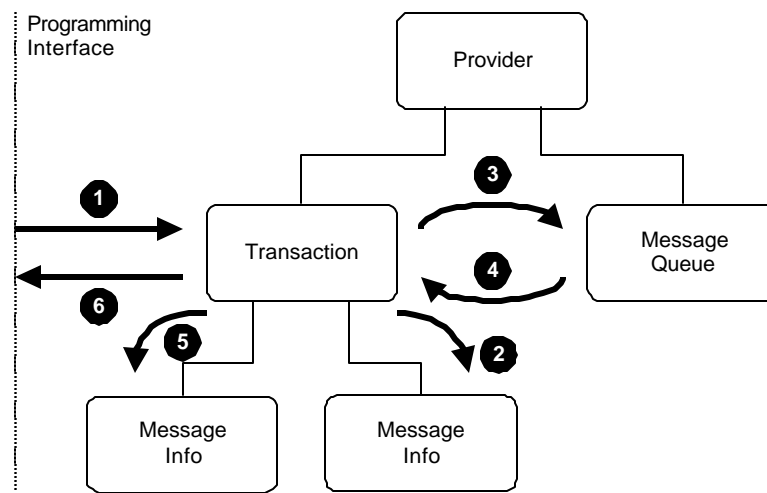 Programming
Interface
Provider
1
3
Transaction
Message
Queue
4
6
5
2
Message
Info
Message
Info